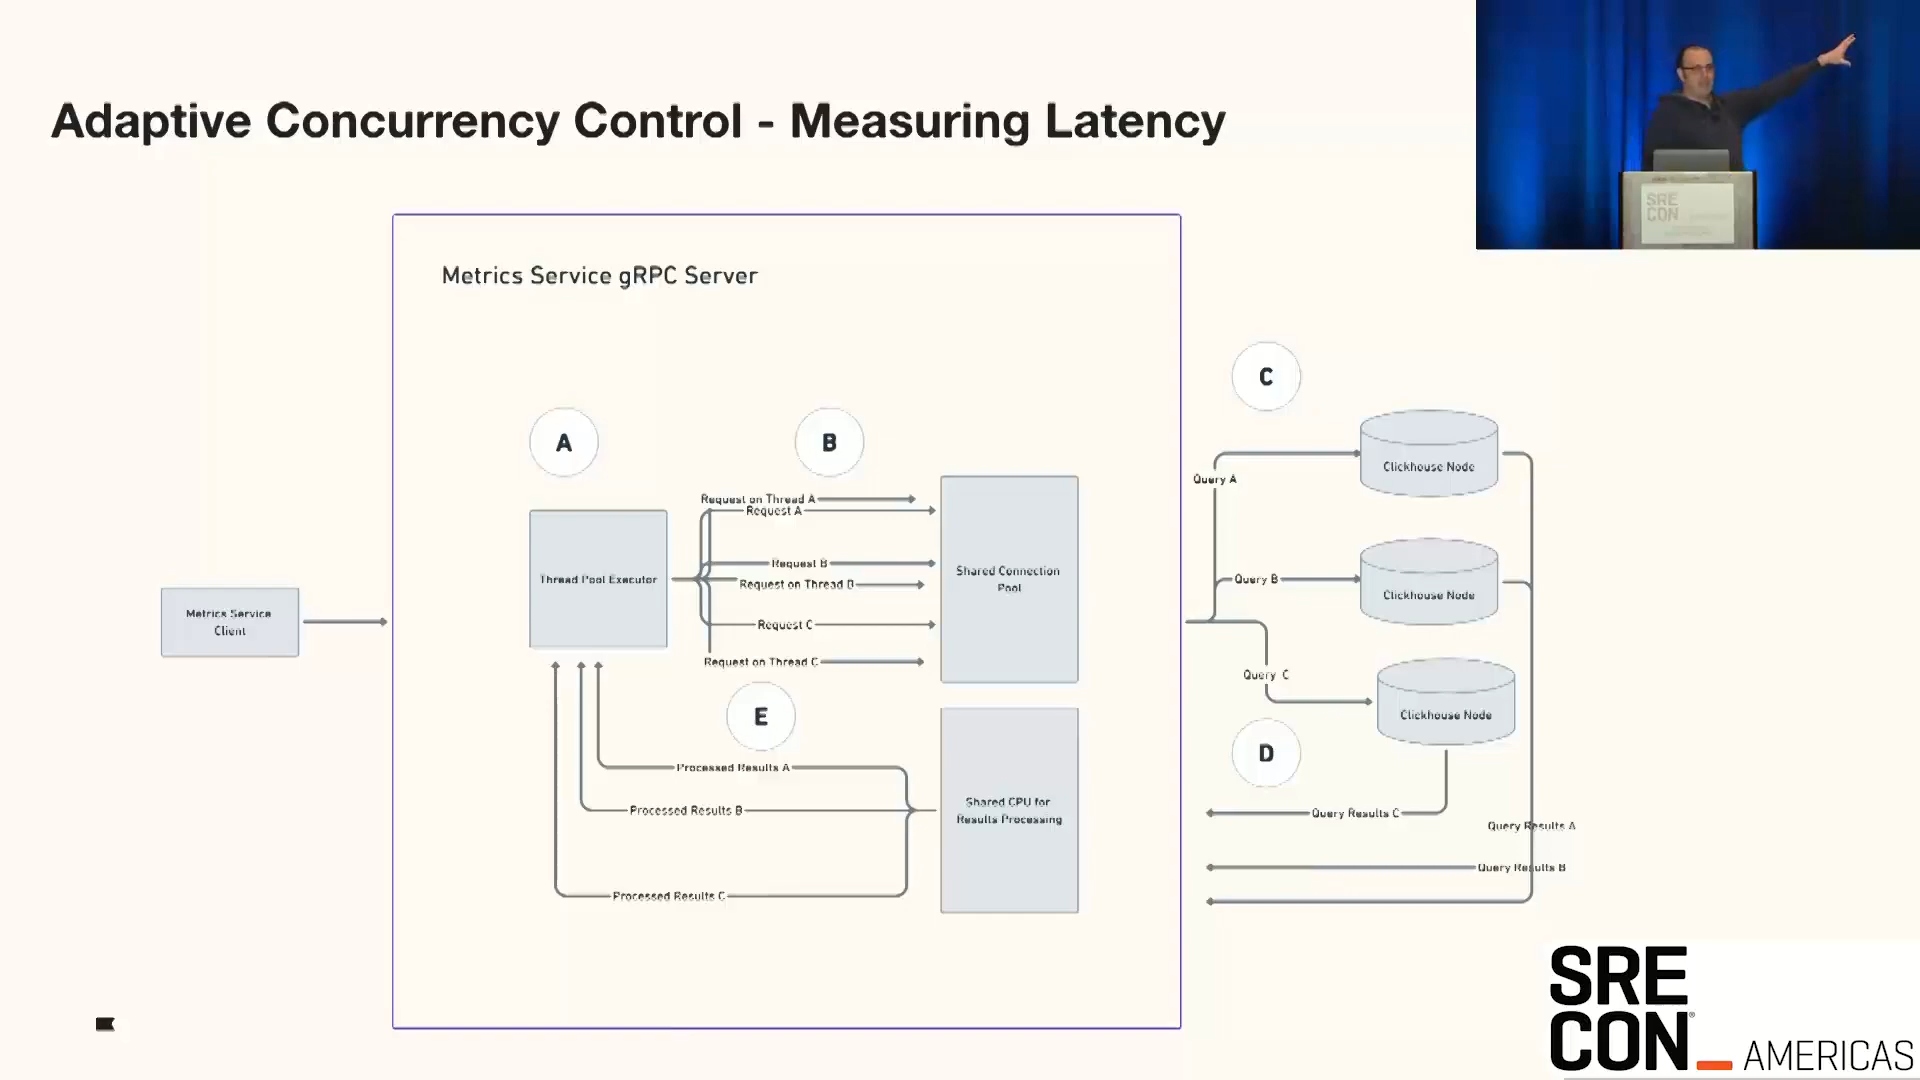 Adaptive Concurrency Control - Measuring Latency
SRE
CON
Metrics Service gRPC Server
C
A
B
Clickhouse Node
Query A
Request on Thread A
Request A
Request B
Request on Thread B
Request C
Request on Thread C
Thread Pool Executor
Shared Connection
Pool
Query B
Clickhouse Node
Metrics Service
Client
Query C
Clickhouse Node
E
D
Processed Results A
Processed Results B
Processed Results C
Shared CPU for
Results Processing
Query Results C
Query Results A
Query Results B
SRE
CON
AMERICAS